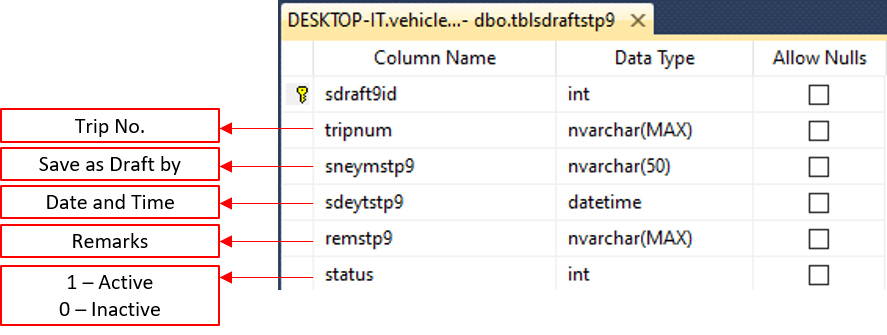 DESKTOP-IT.vehicle...- dbo.tblsdraftstp9 ×
Column Name Data Type Allow Nulls
sdraft9id int
Trip No. tripnum nvarchar(MAX)
Save as Draft by sneymstp9 nvarchar(50)
Date and Time sdeytstp9 datetime
Remarks remstp9 nvarchar(MAX)
1 – Active status int
0 – Inactive